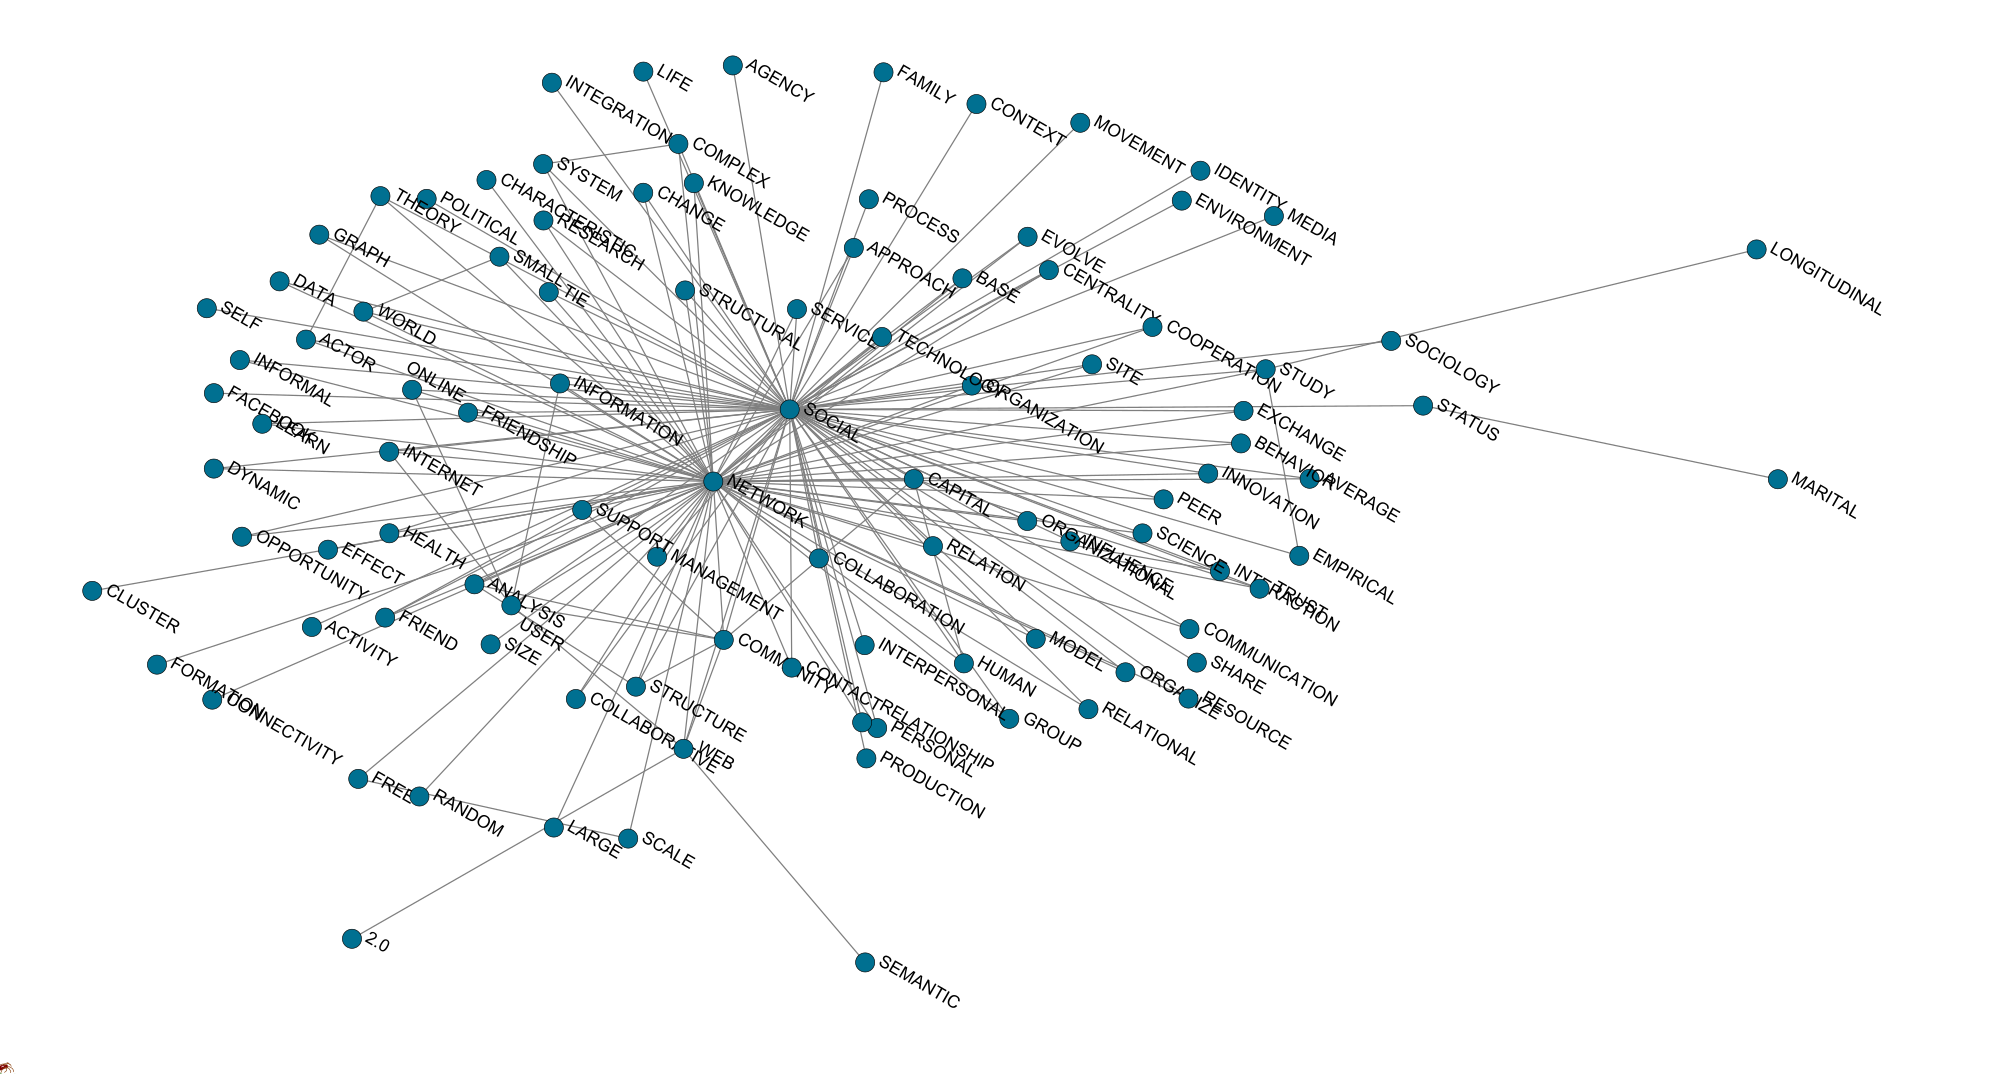 LIFE
AGENCY
FAMILY
INTEGRATION
CONTEXT
MOVEMENT
COMPLEX
SYSTEM
IDENTITY
CHARACTERISTIC
KNOWLEDGE
CHANGE
THEORY
POLITICAL
PROCESS
ENVIRONMENT
MEDIA
RESEARCH
GRAPH
EVOLVE
APPROACH
LONGITUDINAL
SMALL
CENTRALITY
BASE
DATA
TIE
STRUCTURAL
SELF
SERVICE
WORLD
COOPERATION
TECHNOLOGY
ACTOR
SOCIOLOGY
INFORMAL
SITE
STUDY
INFORMATION
ORGANIZATION
ONLINE
FACEBOOK
STATUS
SOCIAL
EXCHANGE
FRIENDSHIP
LEARN
BEHAVIOR
INTERNET
DYNAMIC
INNOVATION
CAPITAL
AVERAGE
MARITAL
NETWORK
PEER
SUPPORT
ORGANIZATIONAL
HEALTH
SCIENCE
OPPORTUNITY
INFLUENCE
RELATION
EFFECT
MANAGEMENT
EMPIRICAL
COLLABORATION
INTERACTION
ANALYSIS
TRUST
CLUSTER
USER
FRIEND
ACTIVITY
COMMUNICATION
MODEL
COMMUNITY
SIZE
INTERPERSONAL
SHARE
HUMAN
FORMATION
CONTACT
ORGANIZE
STRUCTURE
RESOURCE
COLLABORATIVE
CONNECTIVITY
RELATIONAL
GROUP
RELATIONSHIP
PERSONAL
WEB
PRODUCTION
FREE
RANDOM
LARGE
SCALE
2.0
SEMANTIC